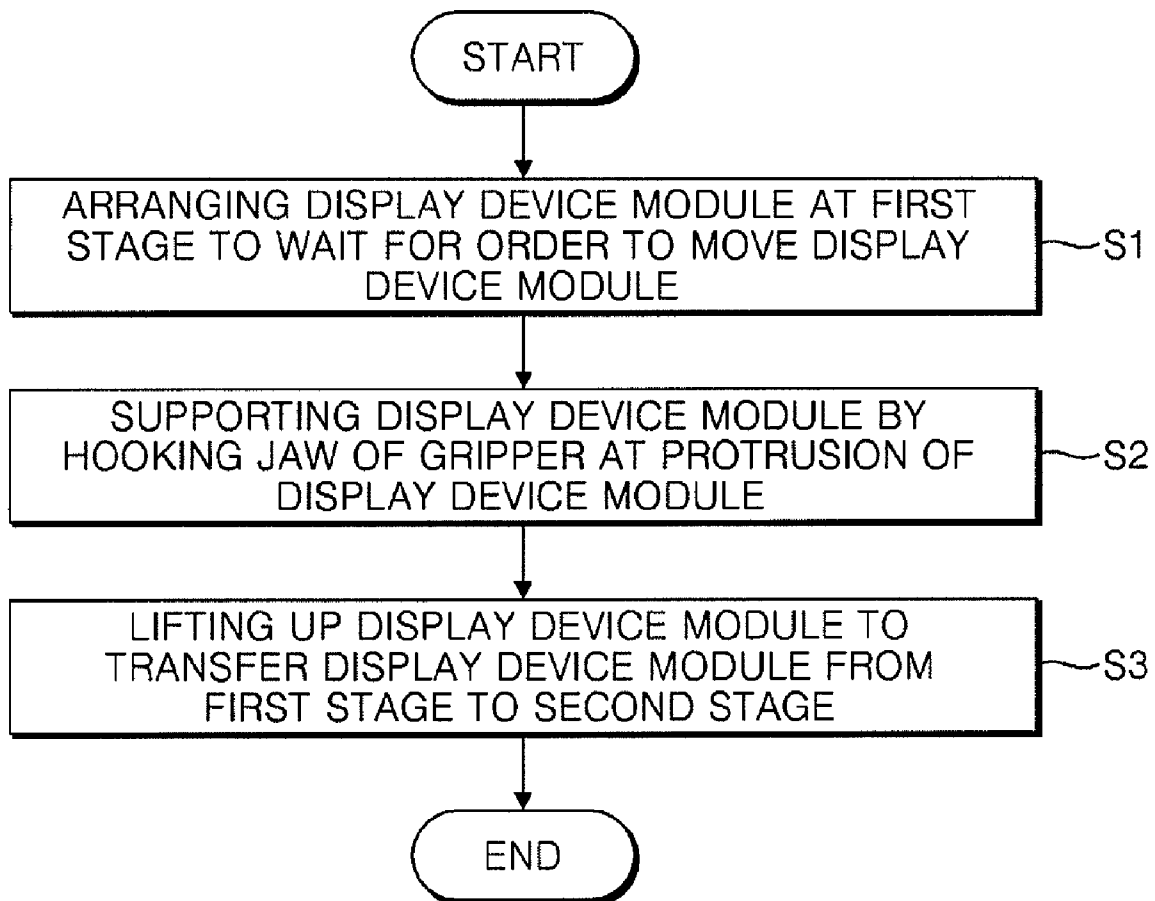 START
ARRANGING DISPLAY DEVICE MODULE AT FIRST
STAGE TO WAIT FOR ORDER TO MOVE DISPLAY
DEVICE MODULE
S1
SUPPORTING DISPLAY DEVICE MODULE BY
HOOKING JAW OF GRIPPER AT PROTRUSION OF
DISPLAY DEVICE MODULE
S2
LIFTING UP DISPLAY DEVICE MODULE TO
TRANSFER DISPLAY DEVICE MODULE FROM
FIRST STAGE TO SECOND STAGE
S3
END